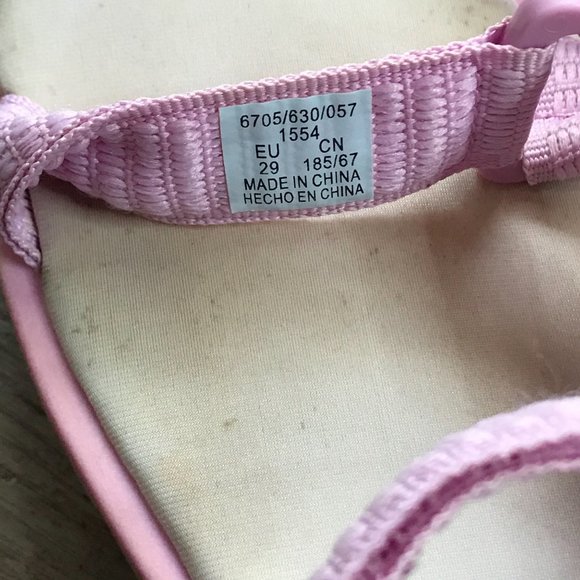 6705/630/057
1554
EU CN
29 185/67
MADE IN CHINA
HECHO EN CHINA